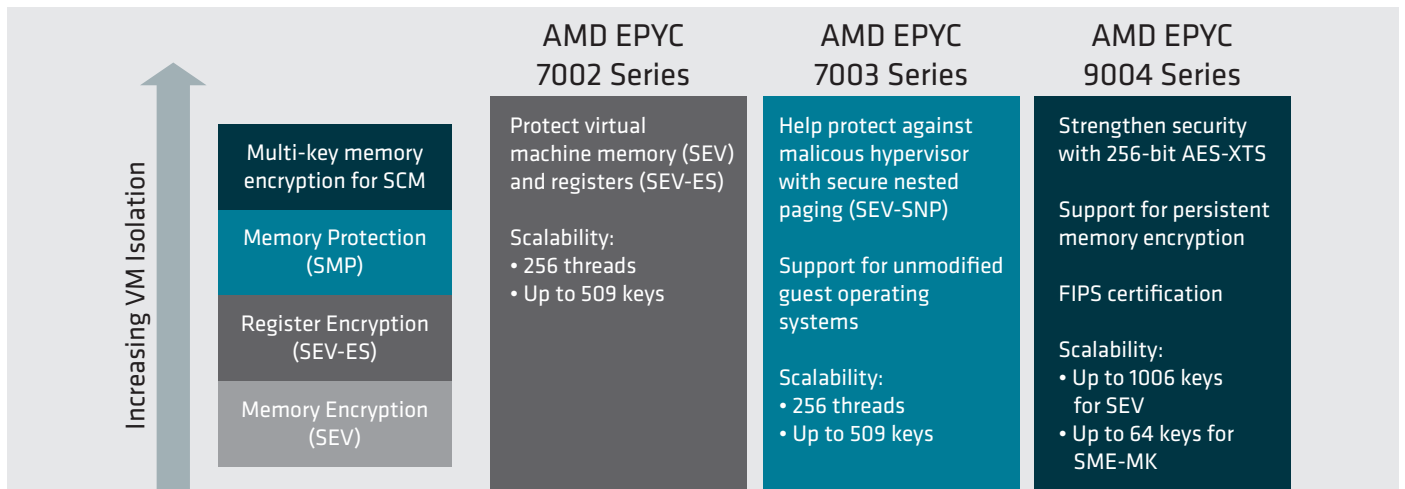 Increasing VM Isolation
Multi-key memory
encryption for SCM
Memory Protection
(SMP)
Register Encryption
(SEV-ES)
Memory Encryption
(SEV)
AMD EPYC
7002 Series
Protect virtual
machine memory (SEV)
and registers (SEV-ES)
Scalability:
• 256 threads
• Up to 509 keys
AMD EPYC
7003 Series
Help protect against
malicous hypervisor
with secure nested
paging (SEV-SNP)
Support for unmodified
guest operating
systems
Scalability:
• 256 threads
• Up to 509 keys
AMD EPYC
9004 Series
Strengthen security
with 256-bit AES-XTS
Support for persistent
memory encryption
FIPS certification
Scalability:
• Up to 1006 keys
for SEV
• Up to 64 keys for
SME-MK